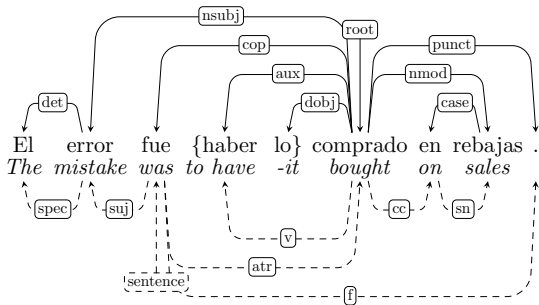 nsubj
root
cop
punct
aux
nmod
det
dobj
case
El error fue {haber lo} comprado en rebajas .
The mistake was to have -it bought on sales
spec
suj
cc
sn
v
atr
sentence
f